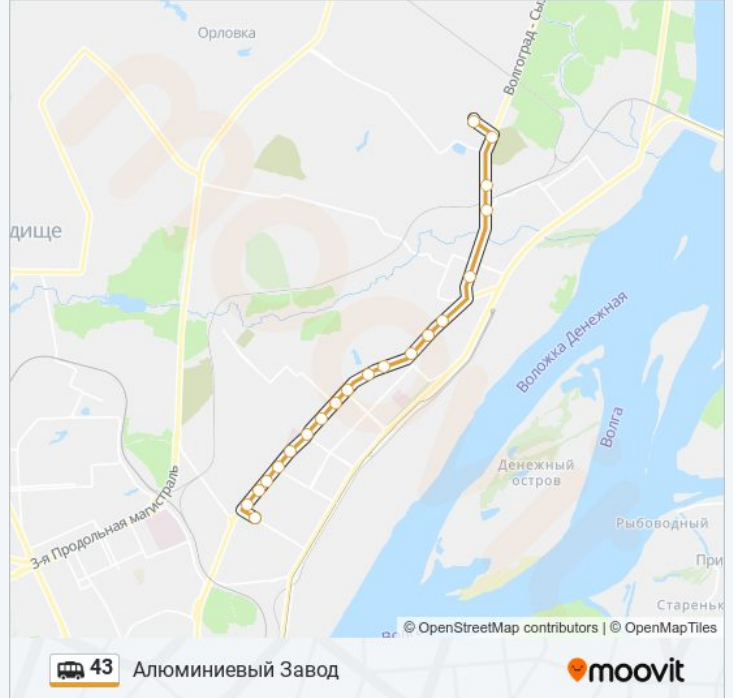 Орловка
Волгоград - Сы
дище
Воложка Денежная
Волга
Денежный
остров
3-я Продольная магистраль
Рыбоводный
При
Стареньк
© OpenStreetMap contributors | © OpenMapTiles
43 Алюминиевый Завод
moovit